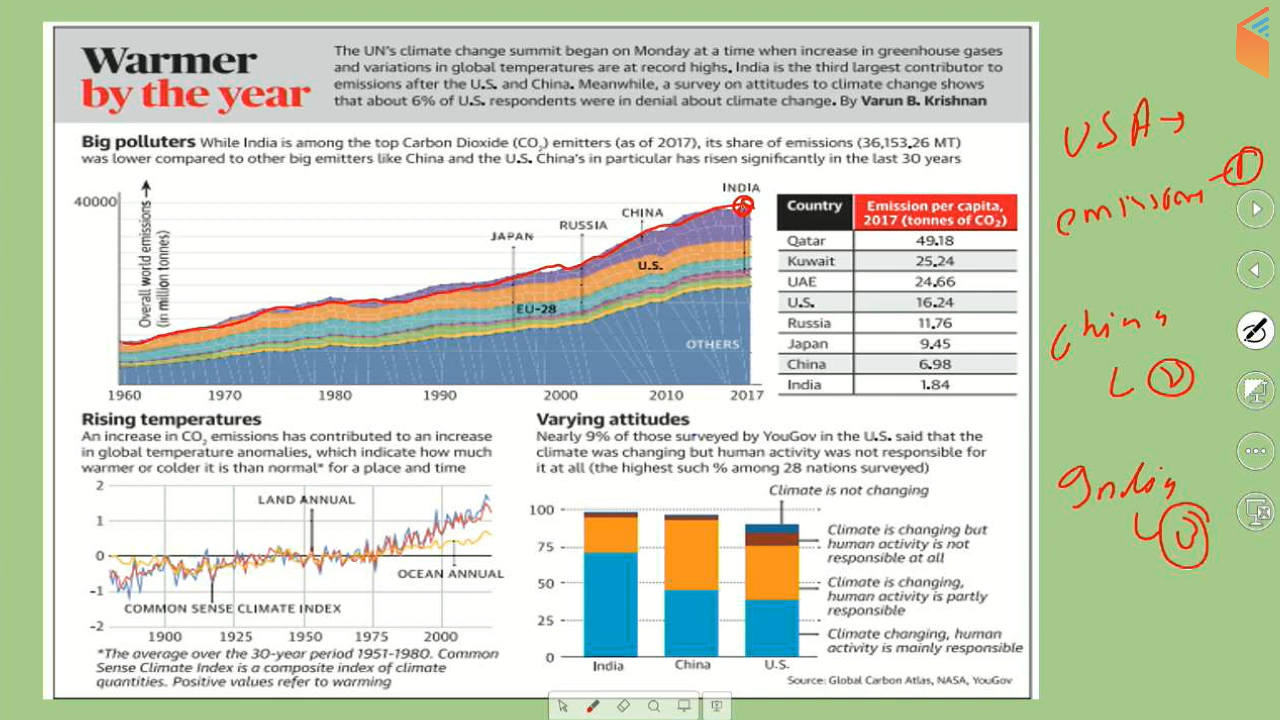 Warmer
by the year
The UN's climate change summit began on Monday at a time when increase in greenhouse gases
and variations in global temperatures are at record highs. India is the third largest contributor to
emissions after the U.S. and China. Meanwhile, a survey on attitudes to climate change shows
that about 6% of U.S. respondents were in denial about climate change. By Varun B. Krishnan
Big polluters While India is among the top Carbon Dioxide (CO₂) emitters (as of 2017), its share of emissions (36,153.26 MT)
was lower compared to other big emitters like China and the U.S. China's in particular has risen significantly in the last 30 years
40000
Overall world emissions
(in million tonnes)
JAPAN
RUSSIA
CHINA
INDIA
U.S.
EU-28
OTHERS
1960 1970 1980 1990 2000 2010 2017
Country Emission per capita,
2017 (tonnes of CO₂)
Qatar 49.18
Kuwait 25.24
UAE 24.66
U.S. 16.24
Russia 11.76
Japan 9.45
China 6.98
India 1.84
Rising temperatures
An increase in CO₂ emissions has contributed to an increase
in global temperature anomalies, which indicate how much
warmer or colder it is than normal* for a place and time
2
1
0
-1
-2
LAND ANNUAL
OCEAN ANNUAL
COMMON SENSE CLIMATE INDEX
1900 1925 1950 1975 2000
*The average over the 30-year period 1951-1980. Common
Sense Climate Index is a composite index of climate
quantities. Positive values refer to warming
Varying attitudes
Nearly 9% of those surveyed by YouGov in the U.S. said that the
climate was changing but human activity was not responsible for
it at all (the highest such % among 28 nations surveyed)
100
75
50
25
0
India China U.S.
Climate is not changing
Climate is changing but
human activity is not
responsible at all
Climate is changing,
human activity is partly
responsible
Climate changing, human
activity is mainly responsible
Source: Global Carbon Atlas, NASA, YouGov
USA →
emission
China
India